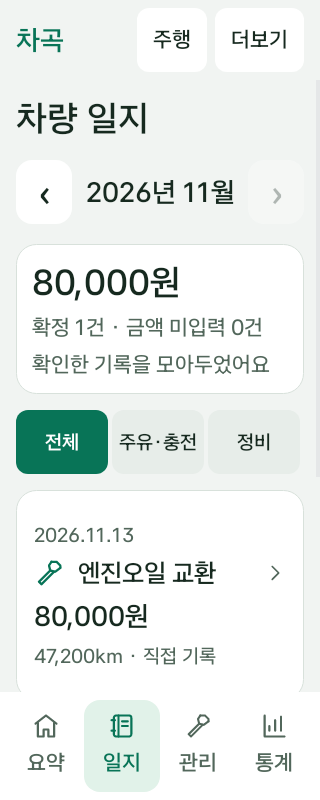 차곡
주행
더보기
차량 일지
‹ 2026년 11월 ›
80,000원
확정 1건 · 금액 미입력 0건
확인한 기록을 모아두었어요
전체
주유·충전
정비
2026.11.13
엔진오일 교환
80,000원
47,200km · 직접 기록
요약
일지
관리
통계